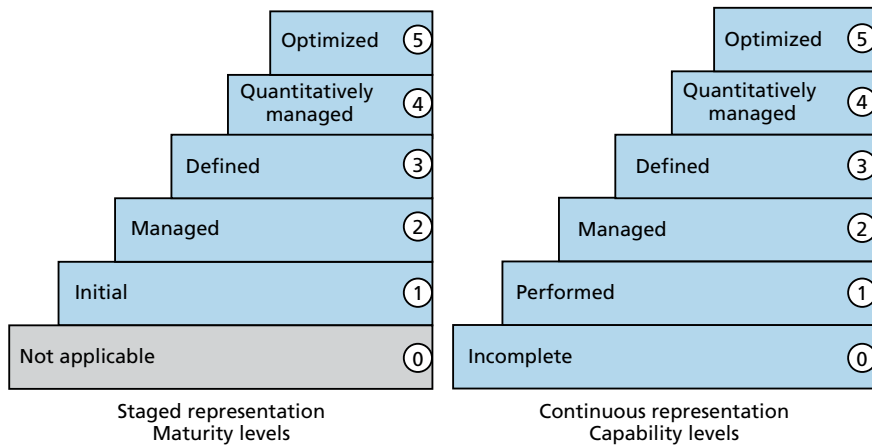 Optimized 5
Quantitatively
managed 4
Defined 3
Managed 2
Initial 1
Not applicable 0
Staged representation
Maturity levels
Optimized 5
Quantitatively
managed 4
Defined 3
Managed 2
Performed 1
Incomplete 0
Continuous representation
Capability levels